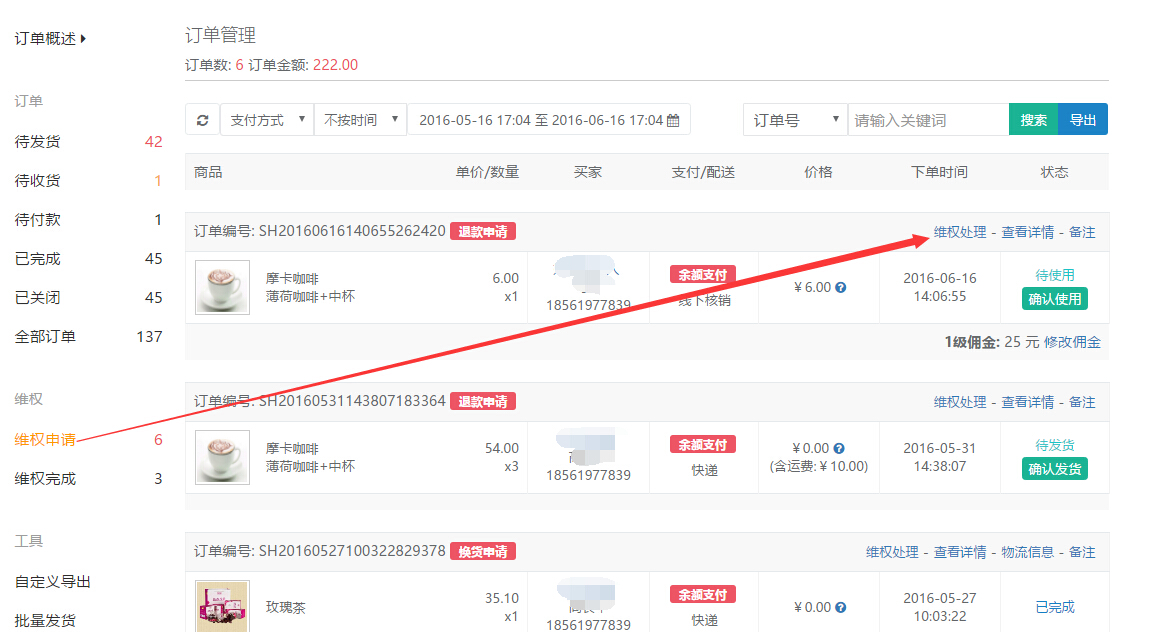 订单概述
订单
待发货 42
待收货 1
待付款 1
已完成 45
已关闭 45
全部订单 137
维权
维权申请 6
维权完成 3
工具
自定义导出
批量发货
订单管理
订单数: 6 订单金额: 222.00
支付方式 不按时间 2016-05-16 17:04 至 2016-06-16 17:04 订单号 请输入关键词 搜索 导出
商品 单价/数量 买家 支付/配送 价格 下单时间 状态
订单编号: SH20160616140655262420 退款申请 维权处理 - 查看详情 - 备注
摩卡咖啡 6.00 余额支付 2016-06-16 待使用
薄荷咖啡+中杯 x1 18561977839 线下核销 ¥ 6.00 14:06:55 确认使用
1级佣金: 25 元 修改佣金
订单编号: SH20160531143807183364 退款申请 维权处理 - 查看详情 - 备注
摩卡咖啡 54.00 余额支付 ¥ 0.00 2016-05-31 待发货
薄荷咖啡+中杯 x3 18561977839 快递 (含运费: ¥ 10.00) 14:38:07 确认发货
订单编号: SH20160527100322829378 换货申请 维权处理 - 查看详情 - 物流信息 - 备注
玫瑰茶 35.10 余额支付 ¥ 0.00 2016-05-27 已完成
x1 18561977839 快递 10:03:22